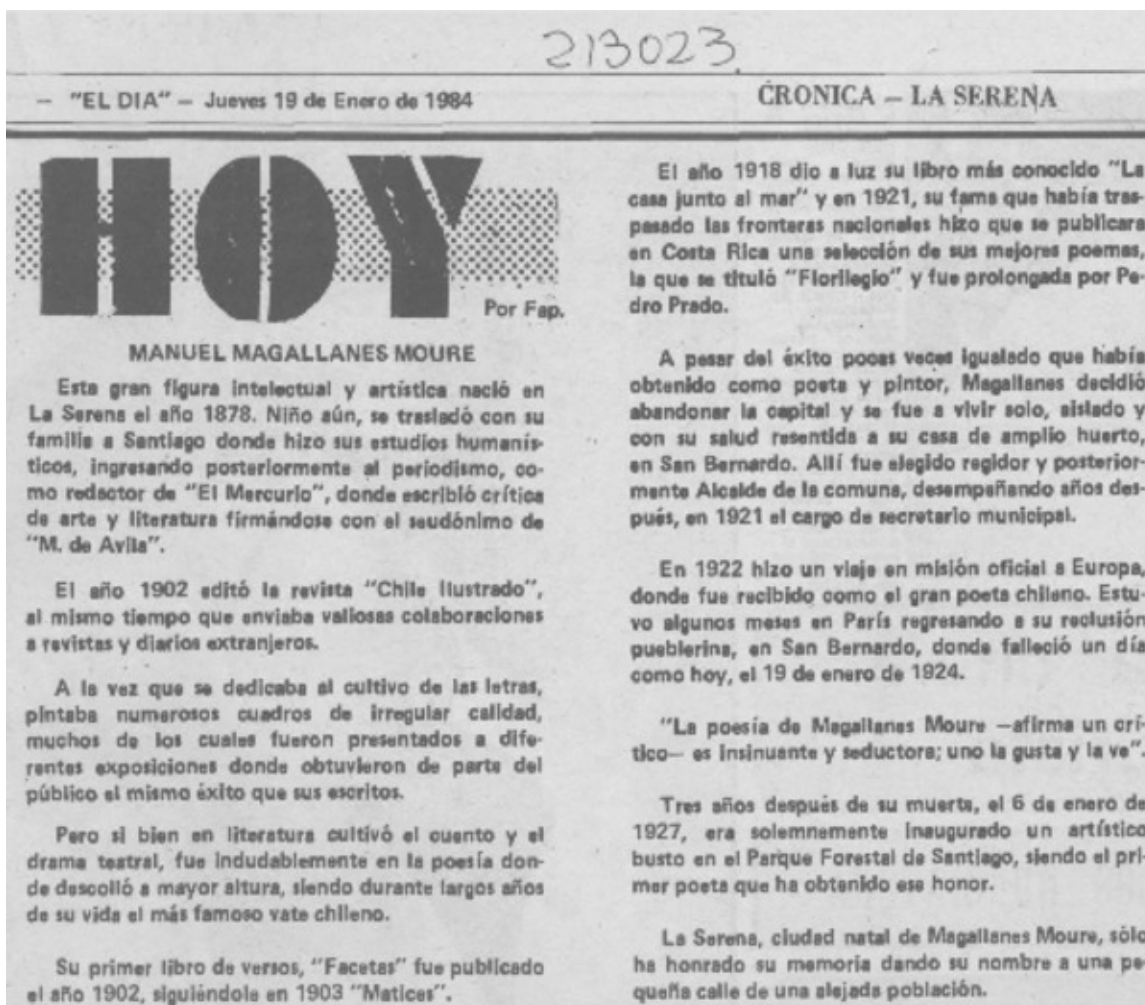 213023
— "EL DIA" — Jueves 19 de Enero de 1984
CRONICA — LA SERENA
HOY
Por Fap.
MANUEL MAGALLANES MOURE
Esta gran figura intelectual y artística nació en
La Serena el año 1878. Niño aún, se trasladó con su
familia a Santiago donde hizo sus estudios humanís-
ticos, ingresando posteriormente al periodismo, co-
mo redactor de "El Mercurio", donde escribió crítica
de arte y literatura firmándose con el seudónimo de
"M. de Avila".
El año 1902 editó la revista "Chile Ilustrado",
al mismo tiempo que enviaba valiosas colaboraciones
a revistas y diarios extranjeros.
A la vez que se dedicaba al cultivo de las letras,
pintaba numerosos cuadros de irregular calidad,
muchos de los cuales fueron presentados a dife-
rentes exposiciones donde obtuvieron de parte del
público el mismo éxito que sus escritos.
Pero si bien en literatura cultivó el cuento y el
drama teatral, fue indudablemente en la poesía don-
de descolló a mayor altura, siendo durante largos años
de su vida el más famoso vate chileno.
Su primer libro de versos, "Facetas" fue publicado
el año 1902, siguiéndole en 1903 "Matices".
El año 1918 dio a luz su libro más conocido "La
casa junto al mar" y en 1921, su fama que había tras-
pasado las fronteras nacionales hizo que se publicara
en Costa Rica una selección de sus mejores poemas,
la que se tituló "Florilegio" y fue prolongada por Pe-
dro Prado.
A pesar del éxito pocas veces igualado que había
obtenido como poeta y pintor, Magallanes decidió
abandonar la capital y se fue a vivir solo, aislado y
con su salud resentida a su casa de amplio huerto,
en San Bernardo. Allí fue elegido regidor y posterior-
mente Alcalde de la comuna, desempeñando años des-
pués, en 1921 el cargo de secretario municipal.
En 1922 hizo un viaje en misión oficial a Europa,
donde fue recibido como el gran poeta chileno. Estu-
vo algunos meses en París regresando a su reclusión
pueblerina, en San Bernardo, donde falleció un día
como hoy, el 19 de enero de 1924.
"La poesía de Magallanes Moure —afirma un crí-
tico— es insinuante y seductora; uno la gusta y la ve".
Tres años después de su muerte, el 6 de enero de
1927, era solemnemente inaugurado un artístico
busto en el Parque Forestal de Santiago, siendo el pri-
mer poeta que ha obtenido ese honor.
La Serena, ciudad natal de Magallanes Moure, sólo
ha honrado su memoria dando su nombre a una pe-
queña calle de una alejada población.